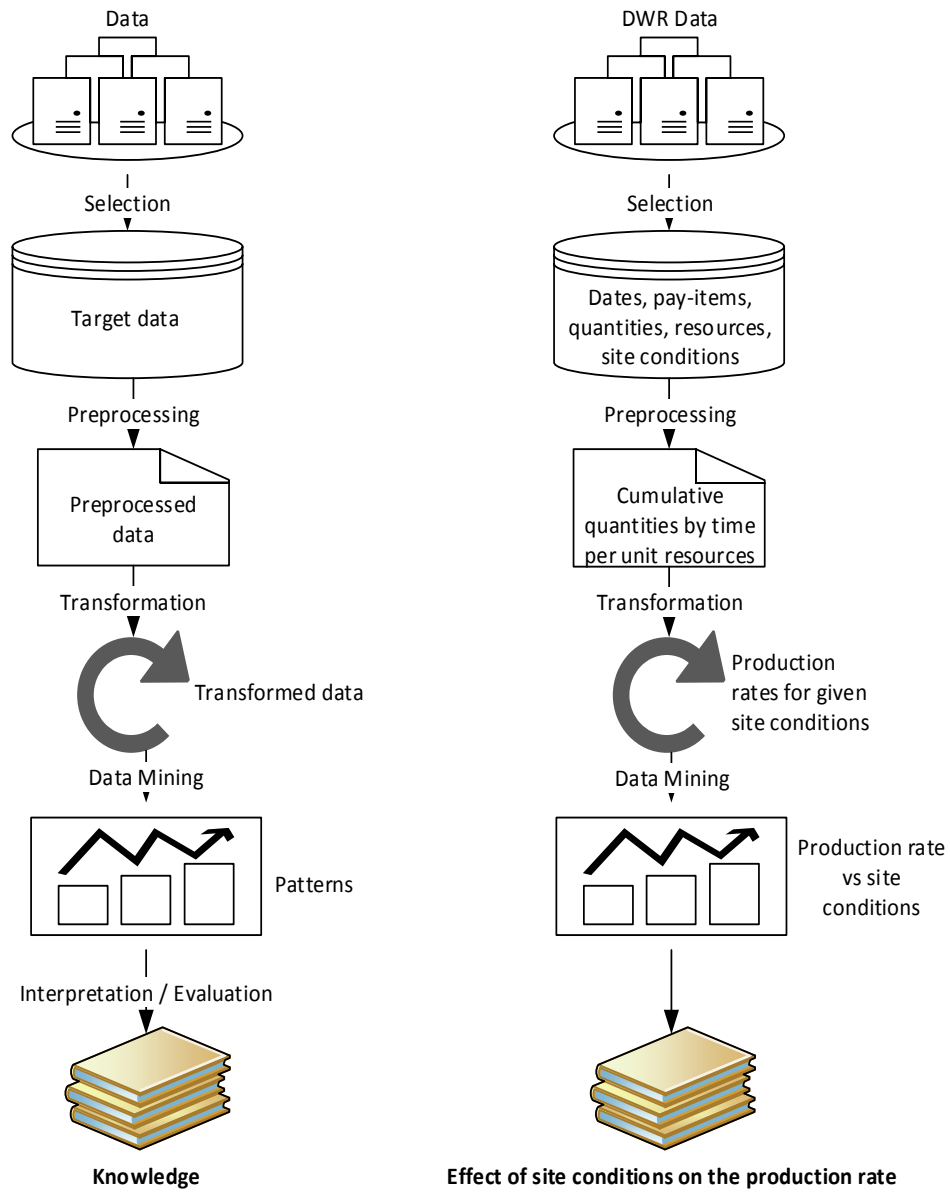 Data
Selection
Target data
Preprocessing
Preprocessed
data
Transformation
Transformed data
Data Mining
Patterns
Interpretation / Evaluation
Knowledge
DWR Data
Selection
Dates, pay-items,
quantities, resources,
site conditions
Preprocessing
Cumulative
quantities by time
per unit resources
Transformation
Production
rates for given
site conditions
Data Mining
Production rate
vs site
conditions
Effect of site conditions on the production rate